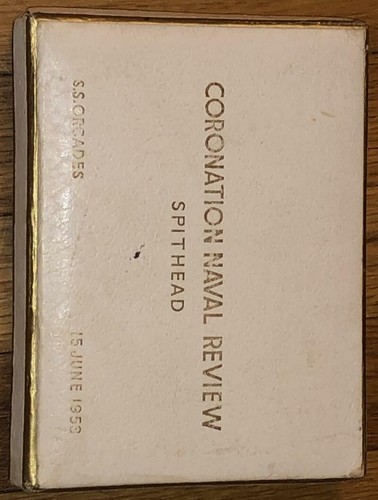 CORONATION NAVAL REVIEW
SPITHEAD
S.S.ORCADES
15 JUNE 1953